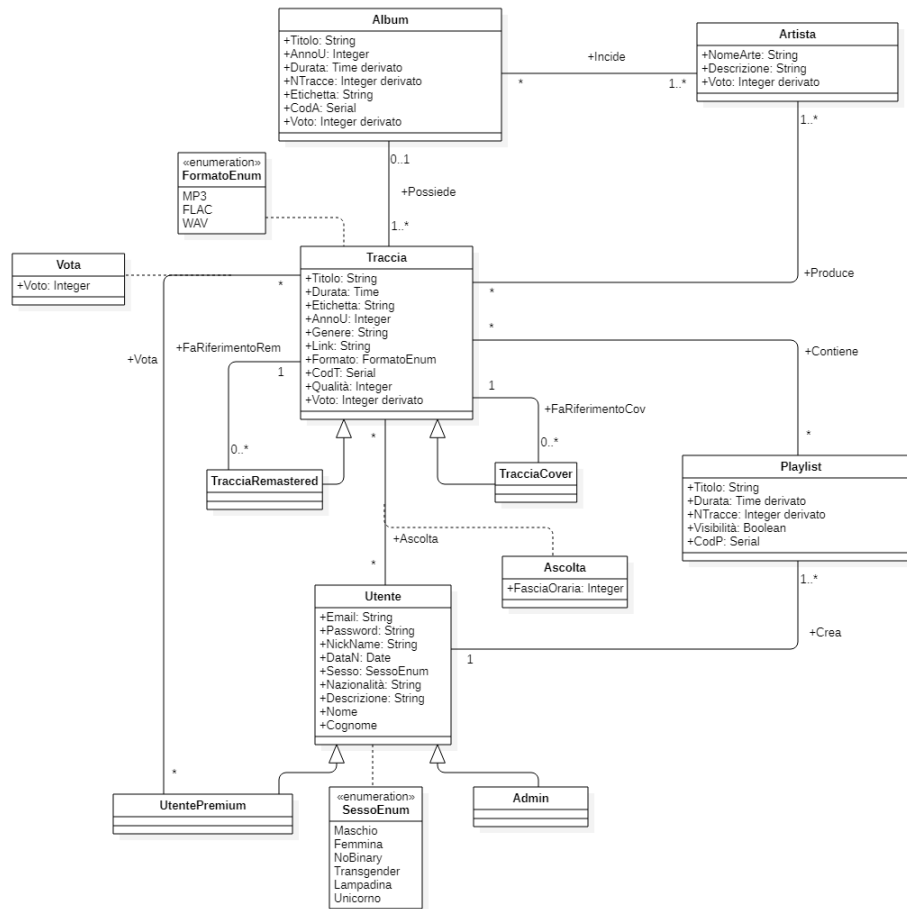 Album
+Titolo: String
+AnnoU: Integer
+Durata: Time derivato
+NTracce: Integer derivato
+Etichetta: String
+CodA: Serial
+Voto: Integer derivato
Artista
+NomeArte: String
+Descrizione: String
+Voto: Integer derivato
+Incide
*
1..*
1..*
0..1
+Possiede
1..*
«enumeration»
FormatoEnum
MP3
FLAC
WAV
Vota
+Voto: Integer
Traccia
+Titolo: String
+Durata: Time
+Etichetta: String
+AnnoU: Integer
+Genere: String
+Link: String
+Formato: FormatoEnum
+CodT: Serial
+Qualità: Integer
+Voto: Integer derivato
*
*
+Produce
*
+Contiene
*
+Vota
+FaRiferimentoRem
1
0..*
1
+FaRiferimentoCov
0..*
*
TracciaRemastered
TracciaCover
Playlist
+Titolo: String
+Durata: Time derivato
+NTracce: Integer derivato
+Visibilità: Boolean
+CodP: Serial
+Ascolta
*
Ascolta
+FasciaOraria: Integer
1..*
+Crea
1
Utente
+Email: String
+Password: String
+NickName: String
+DataN: Date
+Sesso: SessoEnum
+Nazionalità: String
+Descrizione: String
+Nome
+Cognome
*
UtentePremium
Admin
«enumeration»
SessoEnum
Maschio
Femmina
NoBinary
Transgender
Lampadina
Unicorno